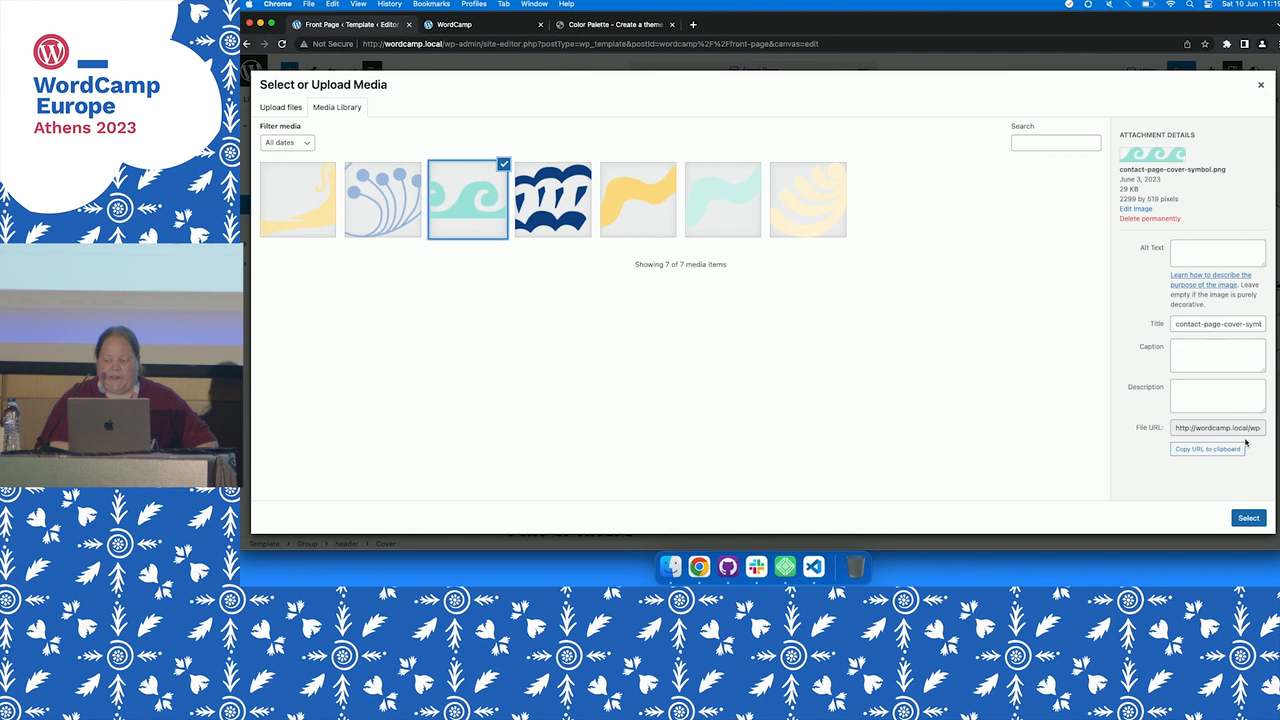 WordCamp
Europe
Athens 2023
Chrome File Edit View History Bookmarks Profiles Tab Window Help
Sat 10 Jun 11:19
Front Page ‹ Template ‹ Editor
WordCamp
Color Palette - Create a theme
Not Secure
http://wordcamp.local/wp-admin/site-editor.php?postType=wp_template&postId=wordcamp%2F%2Ffront-page&canvas=edit
Select or Upload Media
Upload files
Media Library
Filter media
All dates
Search
Showing 7 of 7 media items
ATTACHMENT DETAILS
contact-page-cover-symbol.png
June 3, 2023
29 KB
2299 by 519 pixels
Edit Image
Delete permanently
Alt Text
Learn how to describe the
purpose of the image. Leave
empty if the image is purely
decorative.
Title
contact-page-cover-symb
Caption
Description
File URL:
http://wordcamp.local/wp-
Copy URL to clipboard
Select
Template › Group › header › Cover